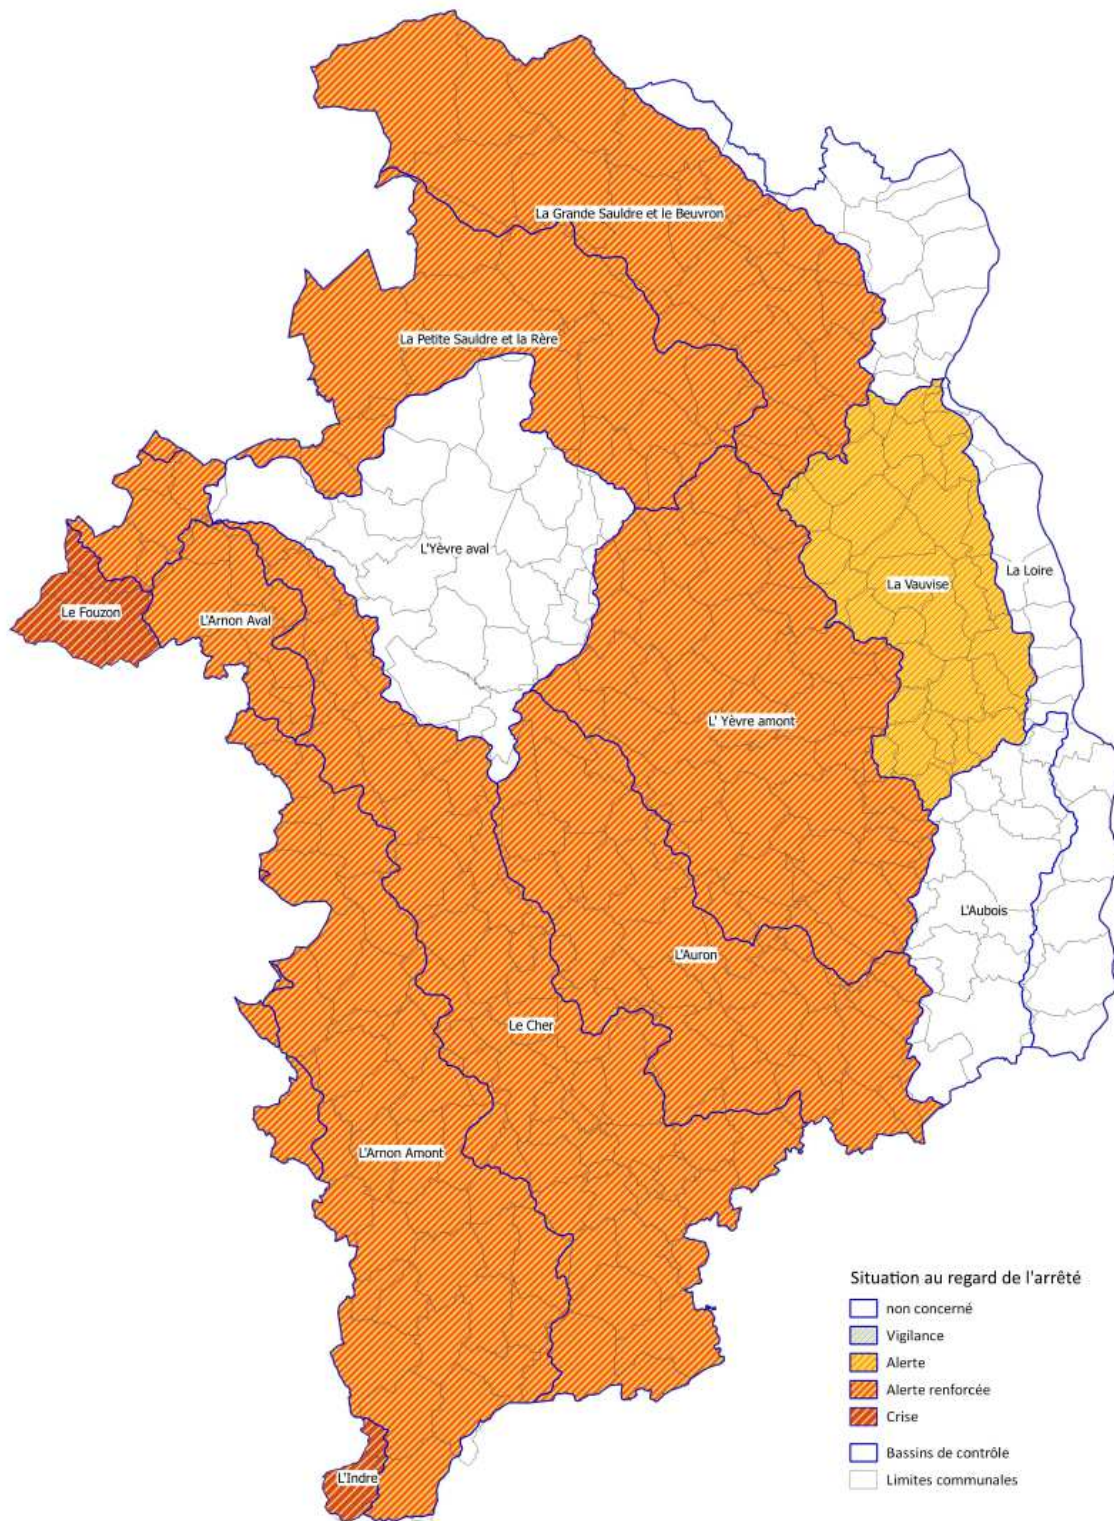 La Grande Sauldre et le Beuvron
La Petite Sauldre et la Rère
L'Yèvre aval
La Loire
La Vauvise
Le Fouzon
L'Arnon Aval
L' Yèvre amont
L'Aubois
L'Auron
Le Cher
L'Arnon Amont
Situation au regard de l'arrêté
non concerné
Vigilance
Alerte
Alerte renforcée
Crise
Bassins de contrôle
Limites communales
L'Indre